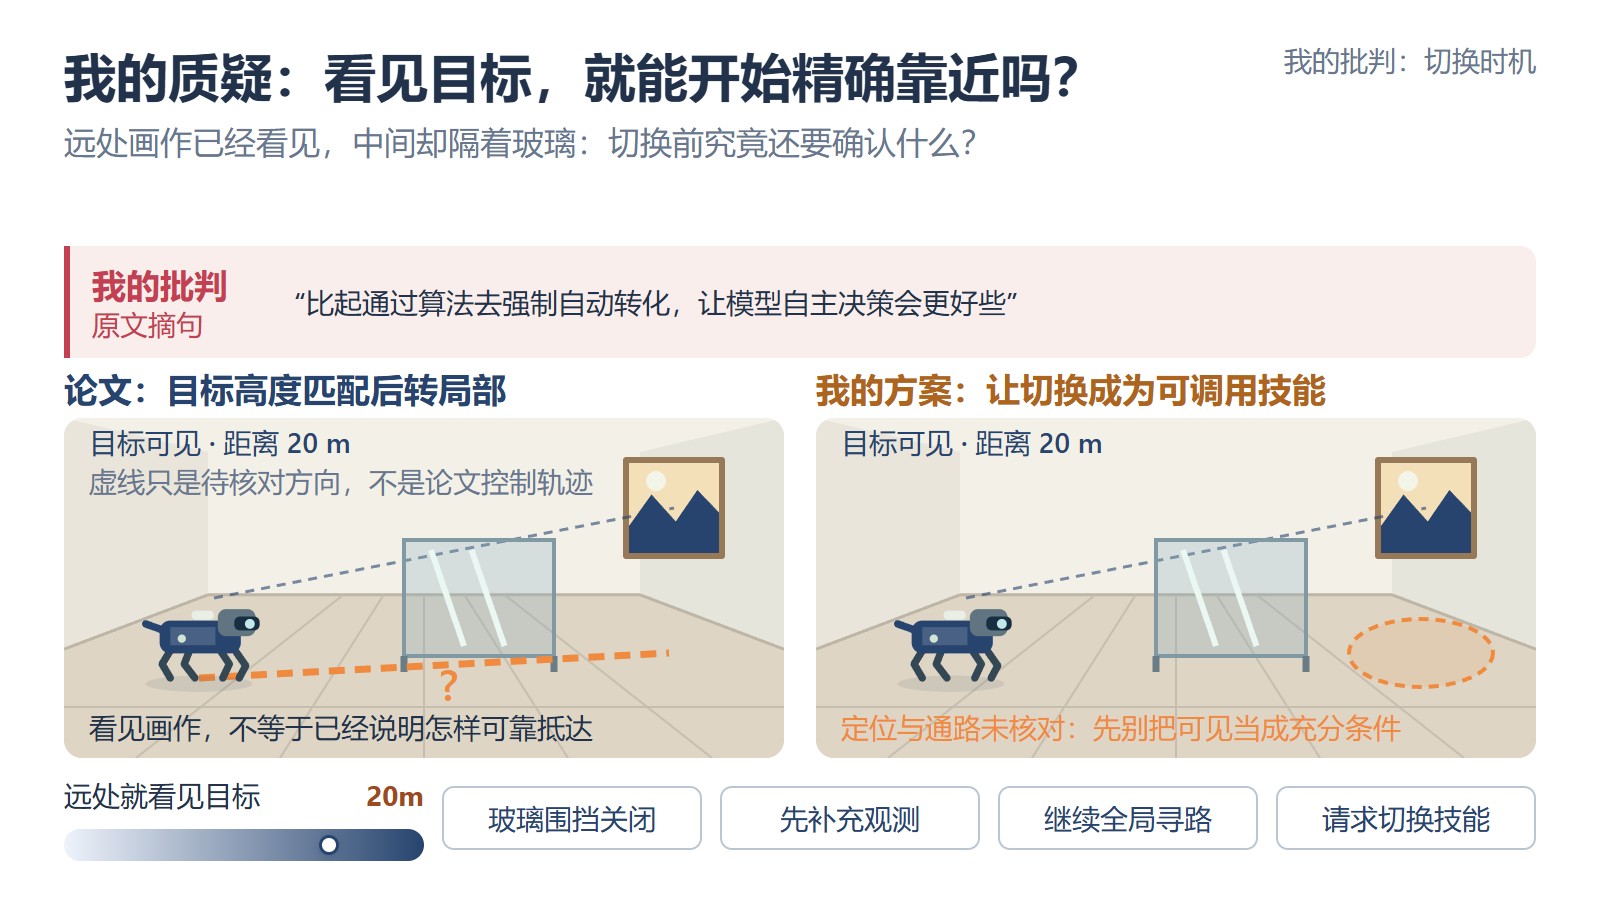 我的质疑：看见目标，就能开始精确靠近吗？
我的批判：切换时机
远处画作已经看见，中间却隔着玻璃：切换前究竟还要确认什么？
我的批判
原文摘句
“比起通过算法去强制自动转化，让模型自主决策会更好些”
论文：目标高度匹配后转局部
目标可见 · 距离 20 m
虚线只是待核对方向，不是论文控制轨迹
?
看见画作，不等于已经说明怎样可靠抵达
我的方案：让切换成为可调用技能
目标可见 · 距离 20 m
定位与通路未核对：先别把可见当成充分条件
远处就看见目标
20m
玻璃围挡关闭
先补充观测
继续全局寻路
请求切换技能